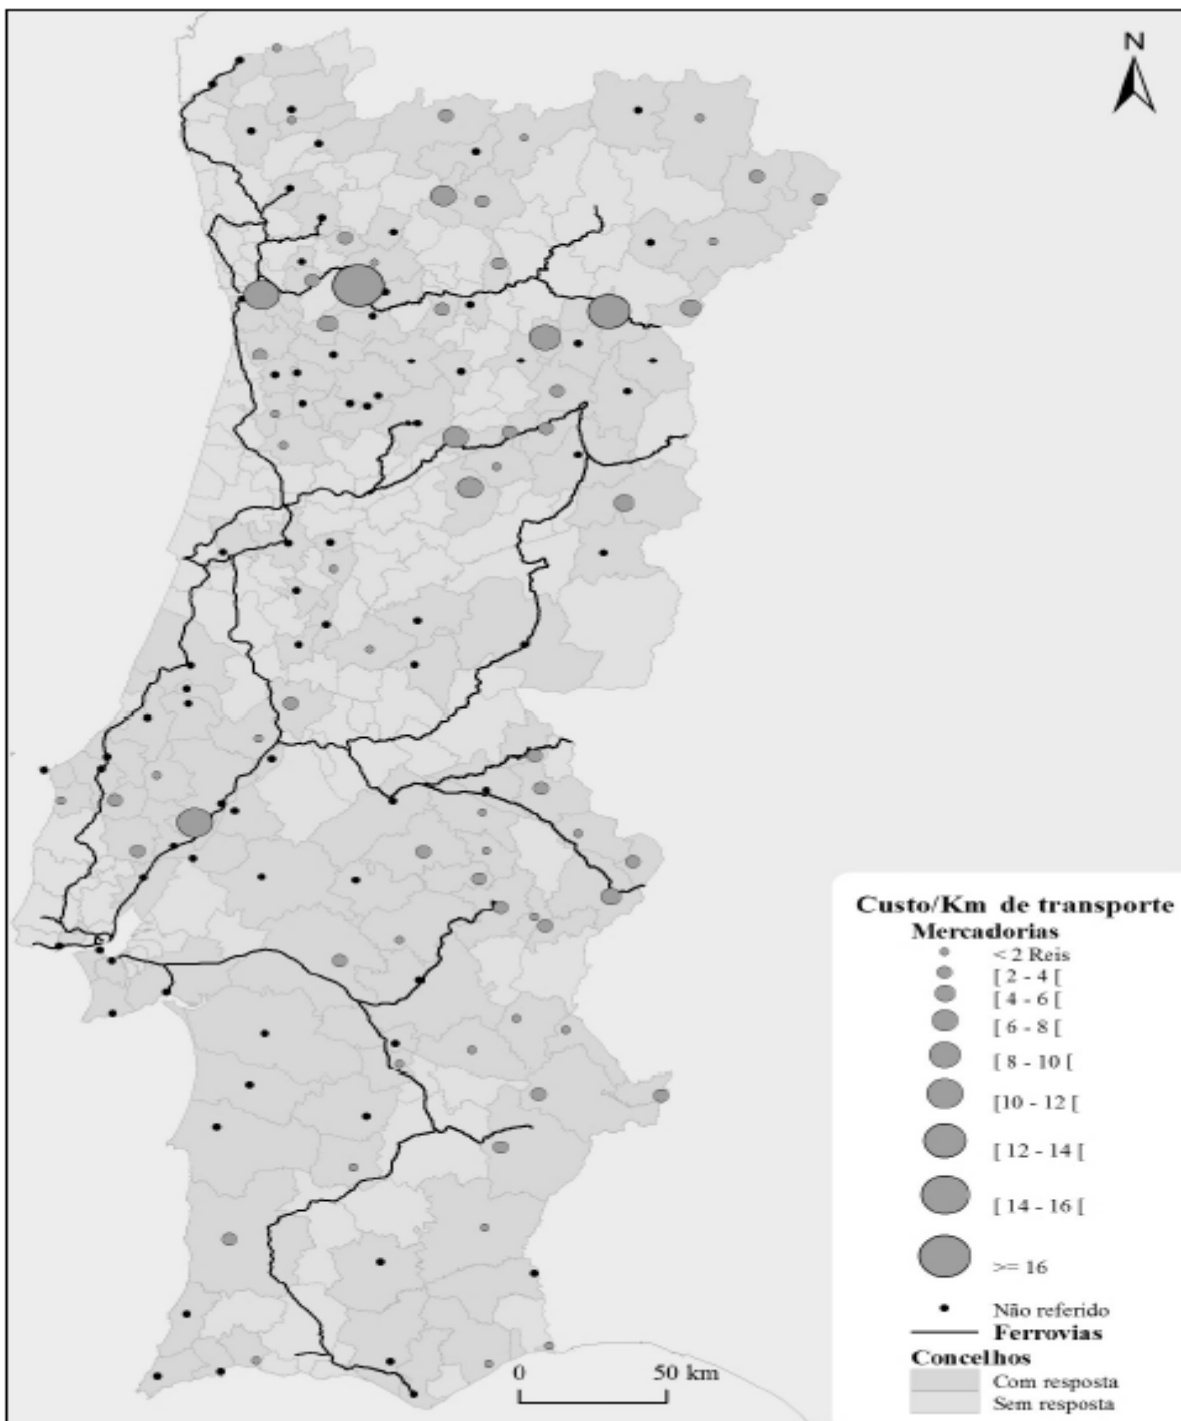 N
Custo/Km de transporte
Mercadorias
< 2 Reis
[ 2 - 4 [
[ 4 - 6 [
[ 6 - 8 [
[ 8 - 10 [
[10 - 12 [
[ 12 - 14 [
[ 14 - 16 [
>= 16
Não referido
Ferrovias
Concelhos
Com resposta
Sem resposta
0 50 km